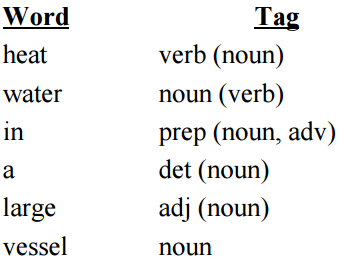 Word Tag
heat verb (noun)
water noun (verb)
in prep (noun, adv)
a det (noun)
large adj (noun)
vessel noun